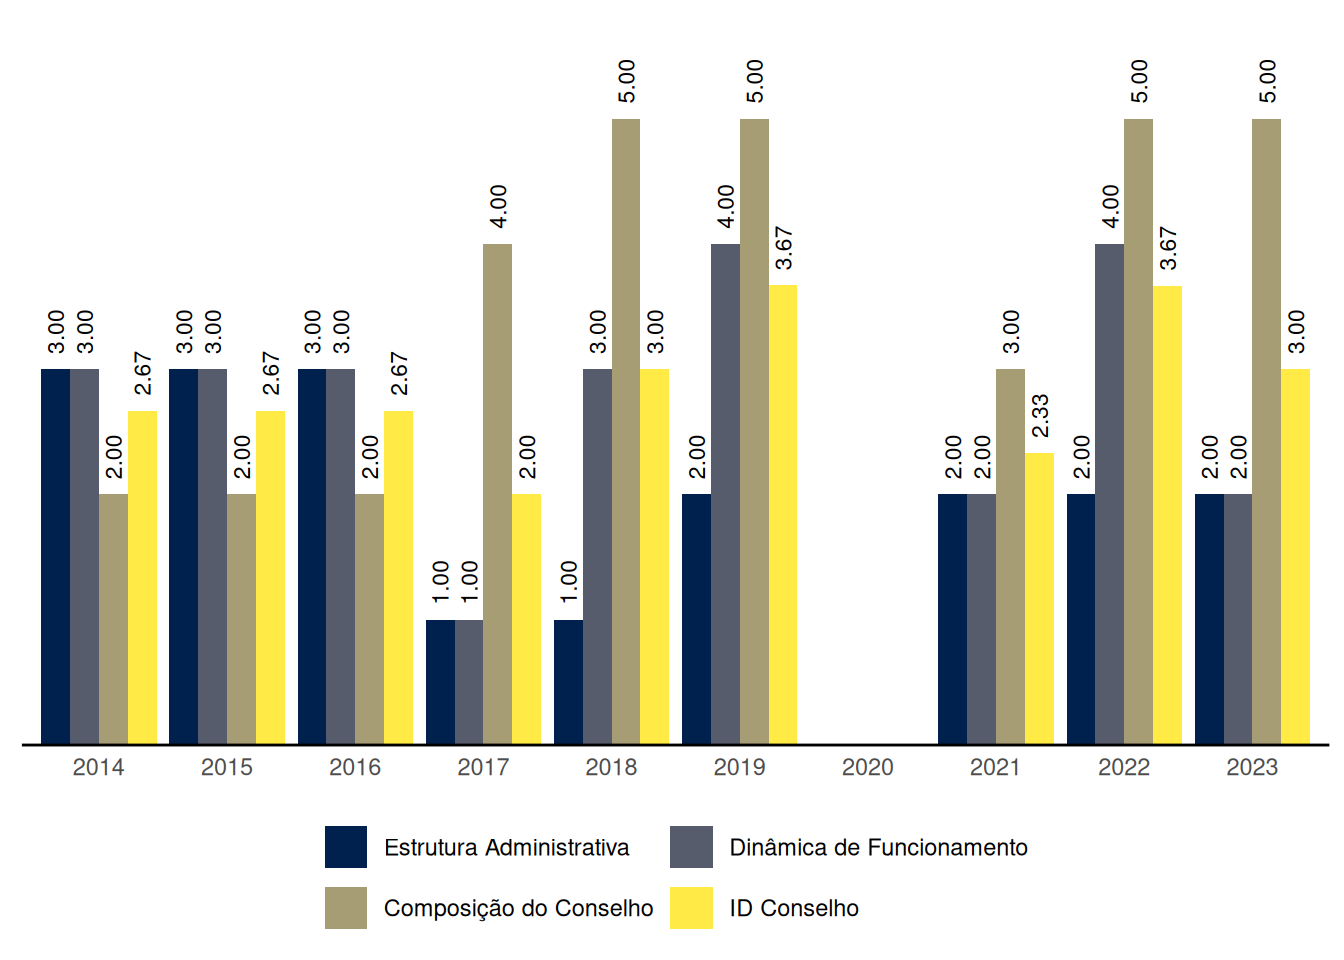 3.00 3.00 2.00 2.67
3.00 3.00 2.00 2.67
3.00 3.00 2.00 2.67
1.00 1.00 4.00 2.00
1.00 3.00 5.00 3.00
2.00 4.00 5.00 3.67
2.00 2.00 3.00 2.33
2.00 4.00 5.00 3.67
2.00 2.00 5.00 3.00
2014 2015 2016 2017 2018 2019 2020 2021 2022 2023
Estrutura Administrativa Dinâmica de Funcionamento
Composição do Conselho ID Conselho